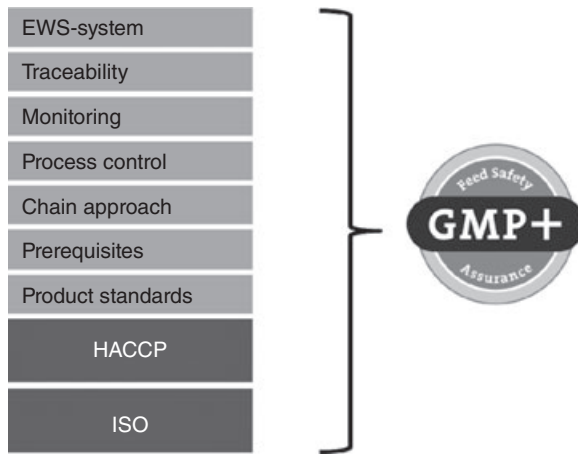 EWS-system
Traceability
Monitoring
Process control
Chain approach
Prerequisites
Product standards
HACCP
ISO
Feed Safety
GMP+
Assurance